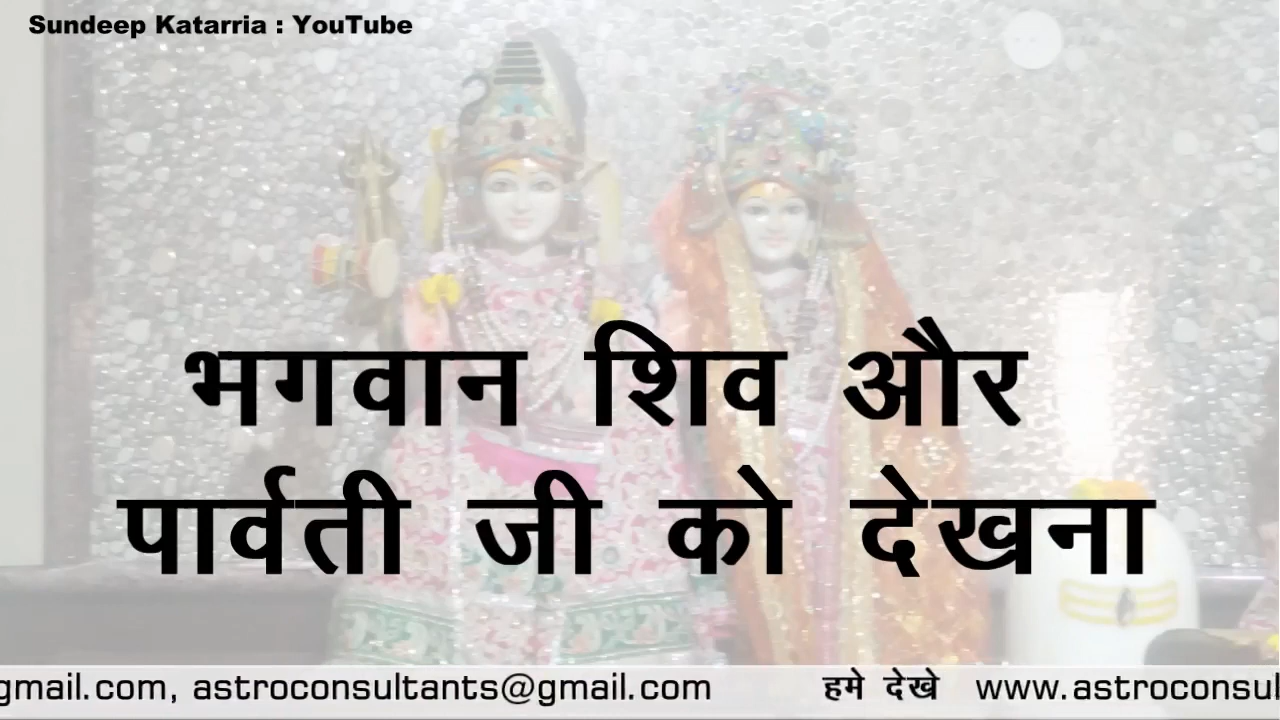 Sundeep Katarria : YouTube
भगवान शिव और
पार्वती जी को देखना
gmail.com, astroconsultants@gmail.com हमे देखे www.astroconsul